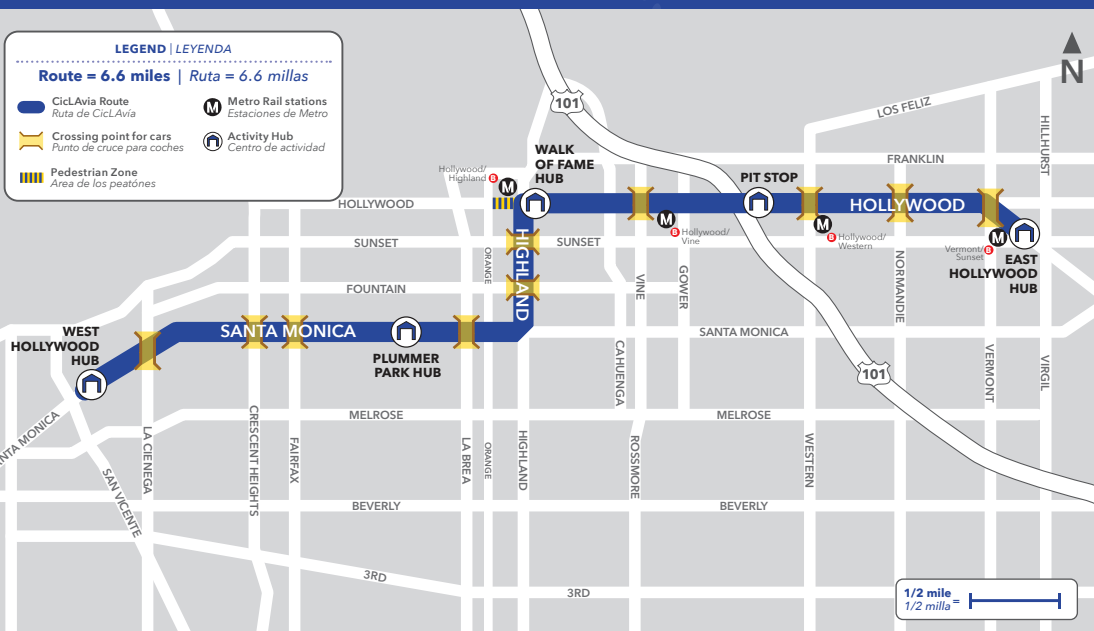 LEGEND | LEYENDA
Route = 6.6 miles | Ruta = 6.6 millas
CicLAvia Route
Ruta de CicLAvía
Metro Rail stations
Estaciones de Metro
Crossing point for cars
Punto de cruce para coches
Activity Hub
Centro de actividad
Pedestrian Zone
Área de los peatónes
M
M
N
101
LOS FELIZ
HILLHURST
FRANKLIN
WALK
OF FAME
HUB
Hollywood/
Highland
B
M
PIT STOP
HOLLYWOOD
HOLLYWOOD
M
B
Hollywood/
Vine
M
B
Hollywood/
Western
M
Vermont/
Sunset
B
EAST
HOLLYWOOD
HUB
SUNSET
SUNSET
ORANGE
HIGHLAND
FOUNTAIN
VINE
GOWER
NORMANDIE
SANTA MONICA
SANTA MONICA
WEST
HOLLYWOOD
HUB
PLUMMER
PARK HUB
CAHUENGA
101
VERMONT
VIRGIL
NTA MONICA
MELROSE
MELROSE
LA CIENEGA
CRESCENT HEIGHTS
FAIRFAX
LA BREA
ORANGE
HIGHLAND
ROSSMORE
WESTERN
SAN VICENTE
BEVERLY
BEVERLY
3RD
3RD
1/2 mile
1/2 milla =